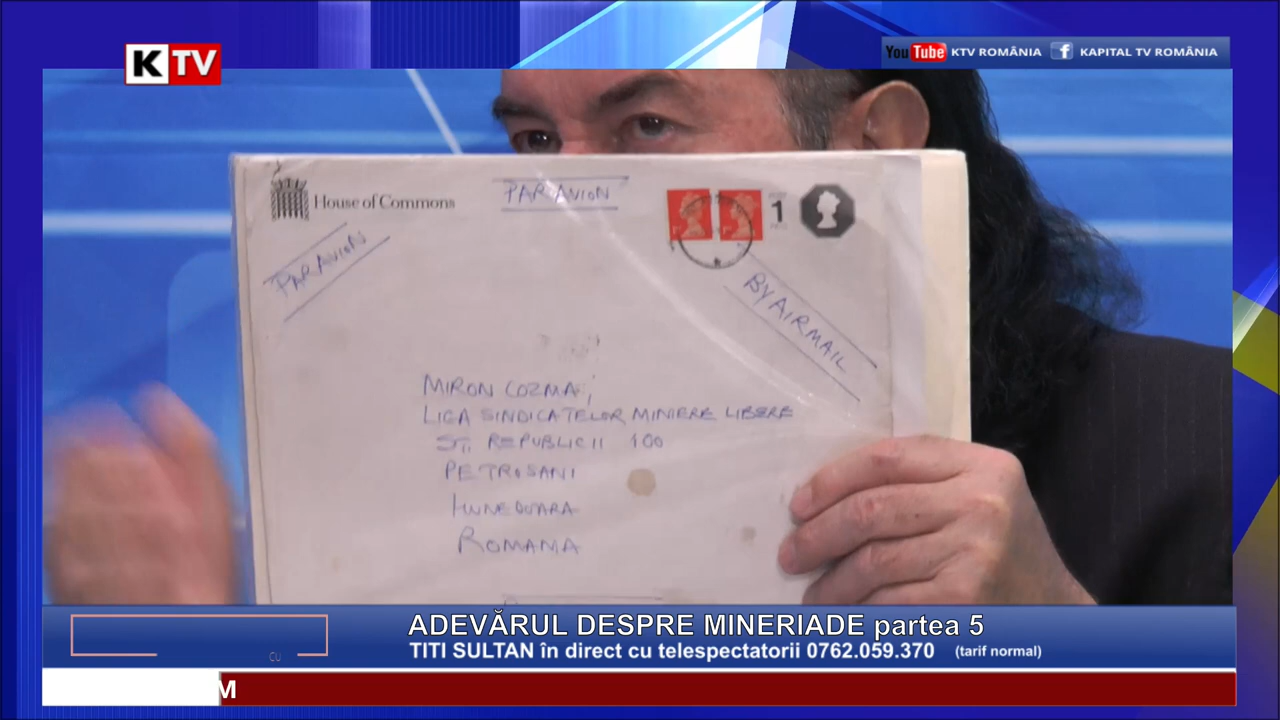 K TV
YouTube KTV ROMÂNIA f KAPITAL TV ROMÂNIA
House of Commons
PAR AVION
1
PAR AVION
BY AIRMAIL
MIRON COZMA,
LIGA SINDICATELOR MINIERE LIBERE
ST. REPUBLICII 100
PETROSANI
HUNEDOARA
ROMANIA
ADEVĂRUL DESPRE MINERIADE partea 5
TITI SULTAN în direct cu telespectatorii 0762.059.370 (tarif normal)
cu
M